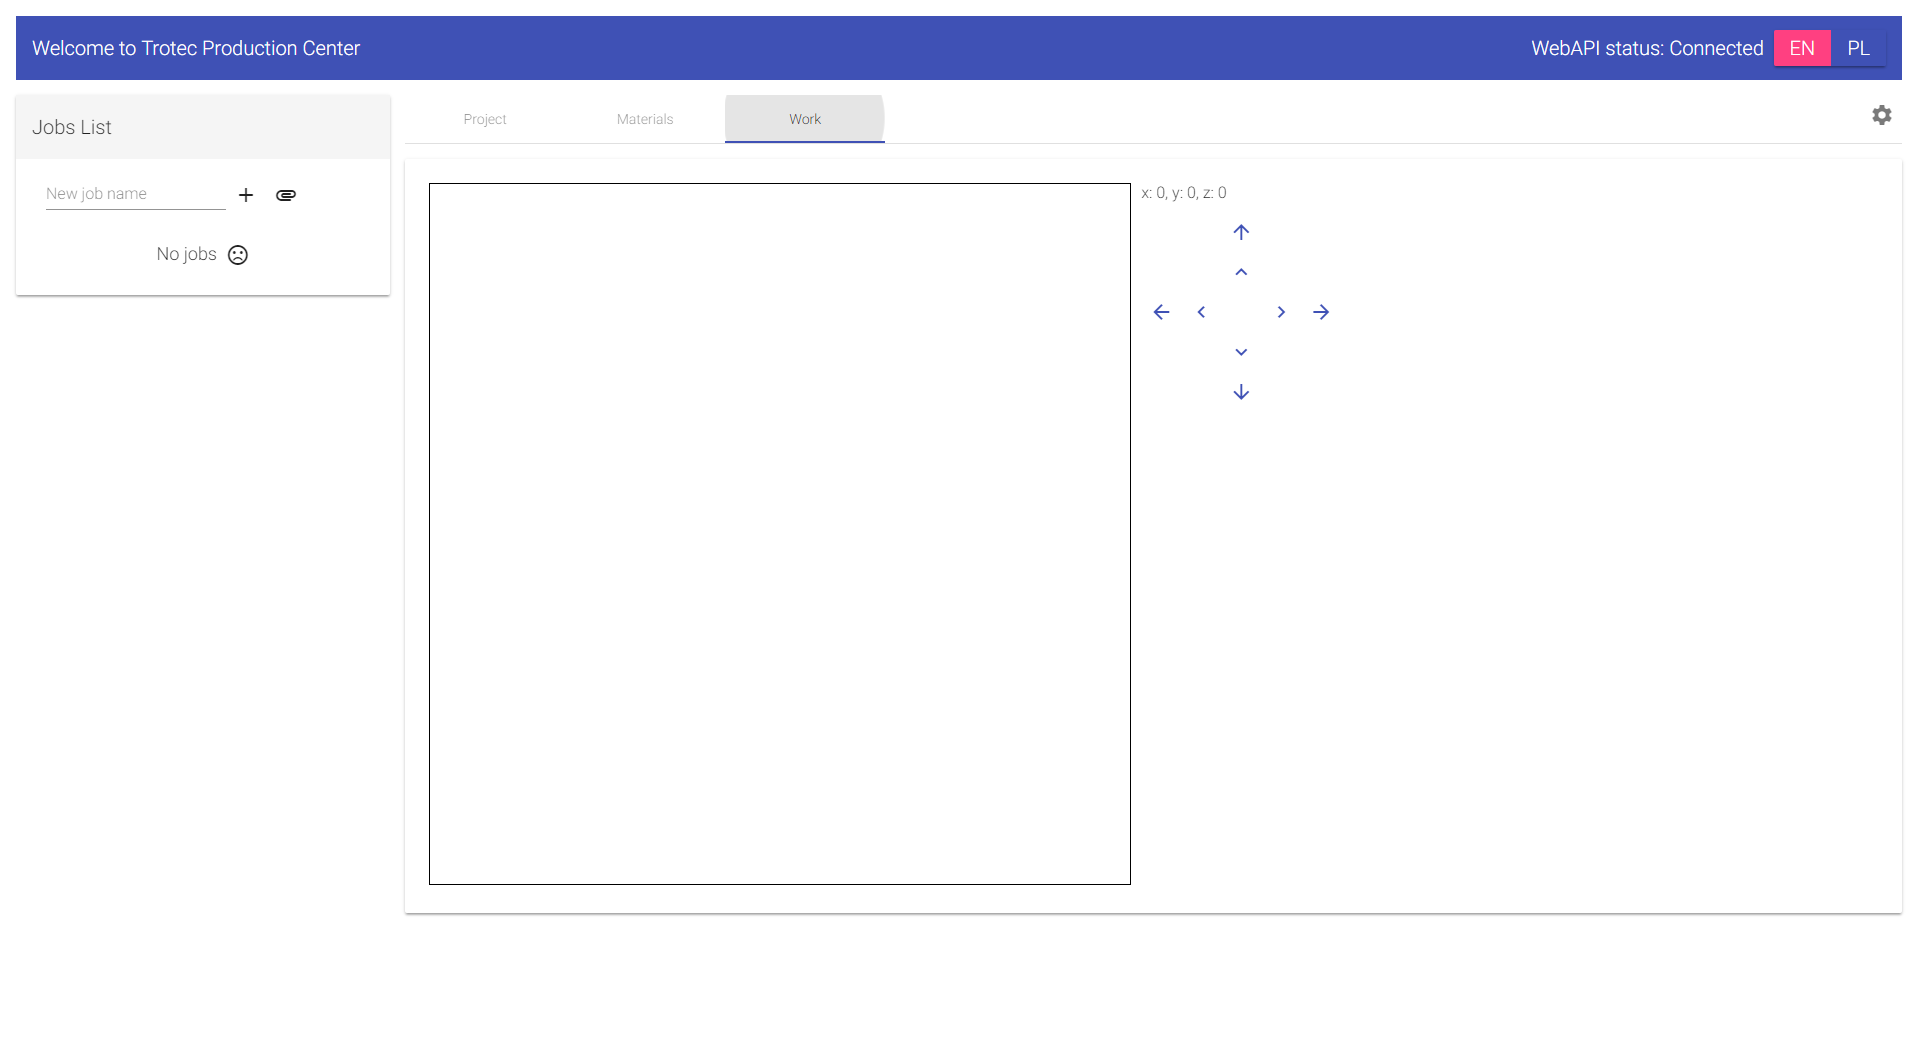 Welcome to Trotec Production Center
WebAPI status: Connected EN PL
Jobs List
Project Materials Work
New job name
x: 0, y: 0, z: 0
No jobs